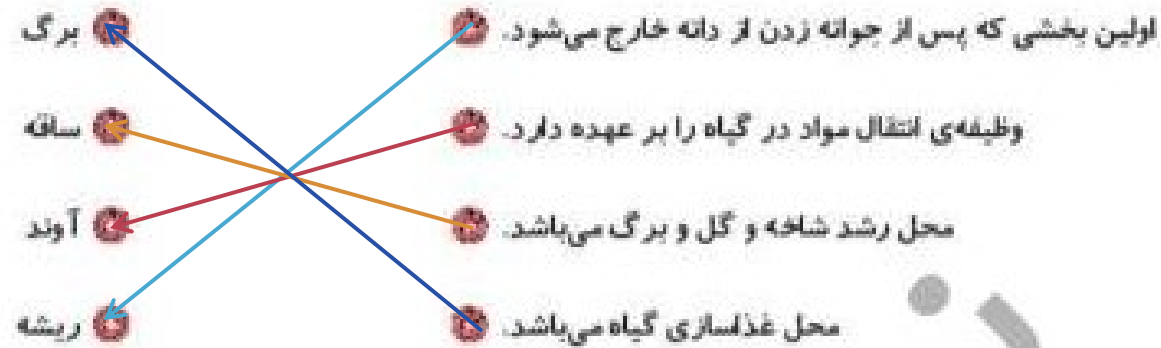 اولین بخشی که پس از جوانه زدن از دانه خارج می‌شود. برگ
وظیفه‌ی انتقال مواد در گیاه را بر عهده دارد. ساقه
محل رشد شاخه و گل و برگ می‌باشد. آوند
محل غذاسازی گیاه می‌باشد. ریشه